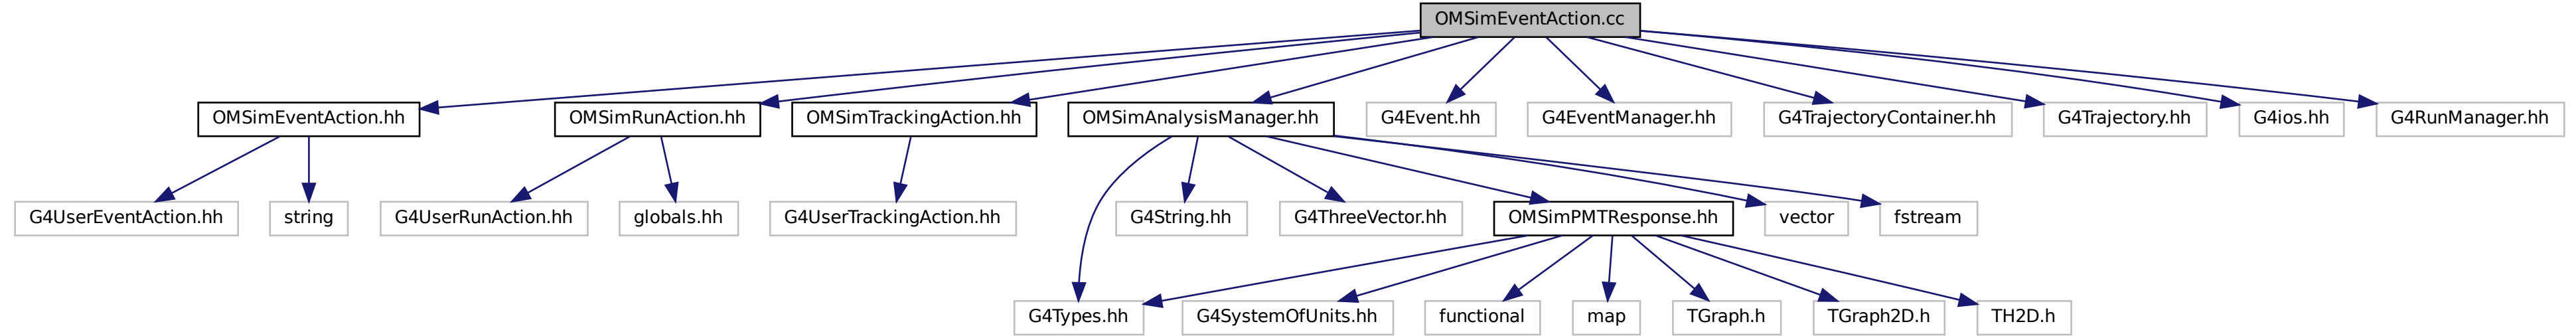 OMSimEventAction.cc
OMSimEventAction.hh
OMSimRunAction.hh
OMSimTrackingAction.hh
OMSimAnalysisManager.hh
G4Event.hh
G4EventManager.hh
G4TrajectoryContainer.hh
G4Trajectory.hh
G4ios.hh
G4RunManager.hh
G4UserEventAction.hh
string
G4UserRunAction.hh
globals.hh
G4UserTrackingAction.hh
G4String.hh
G4ThreeVector.hh
OMSimPMTResponse.hh
vector
fstream
G4Types.hh
G4SystemOfUnits.hh
functional
map
TGraph.h
TGraph2D.h
TH2D.h